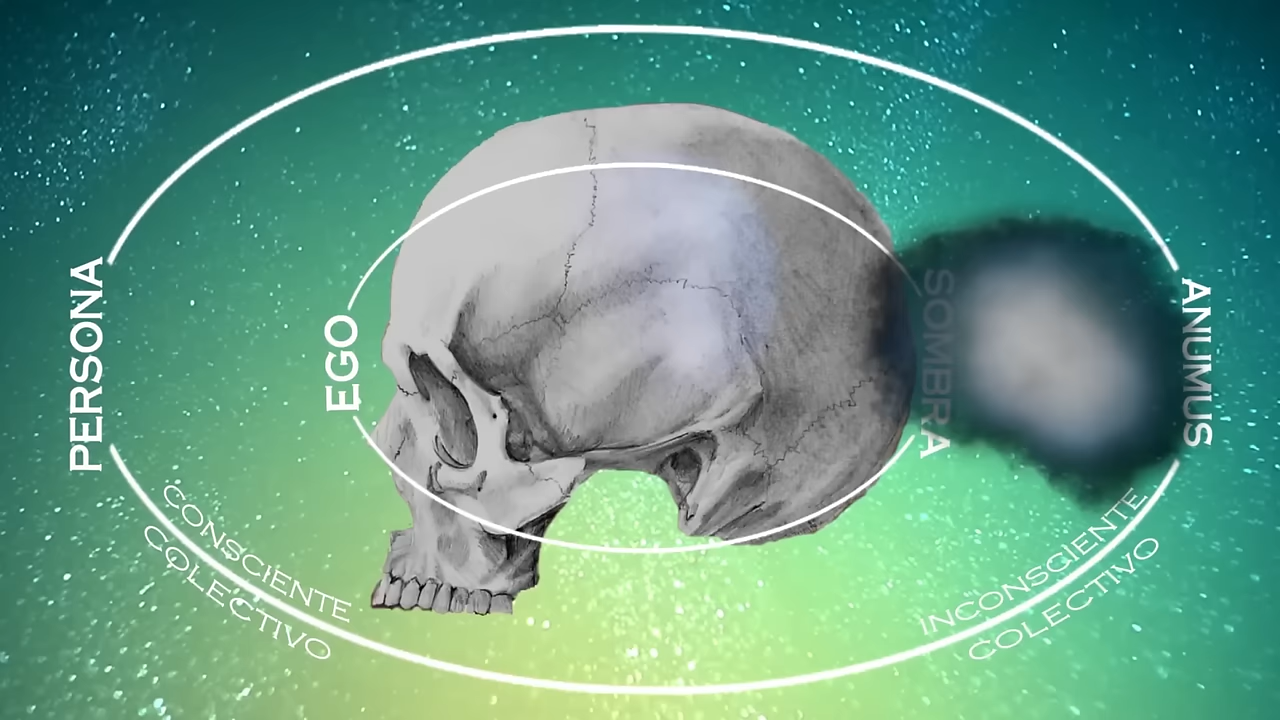 PERSONA
EGO
SOMBRA
ANUMUS
CONSCIENTE
COLECTIVO
INCONSCIENTE
COLECTIVO